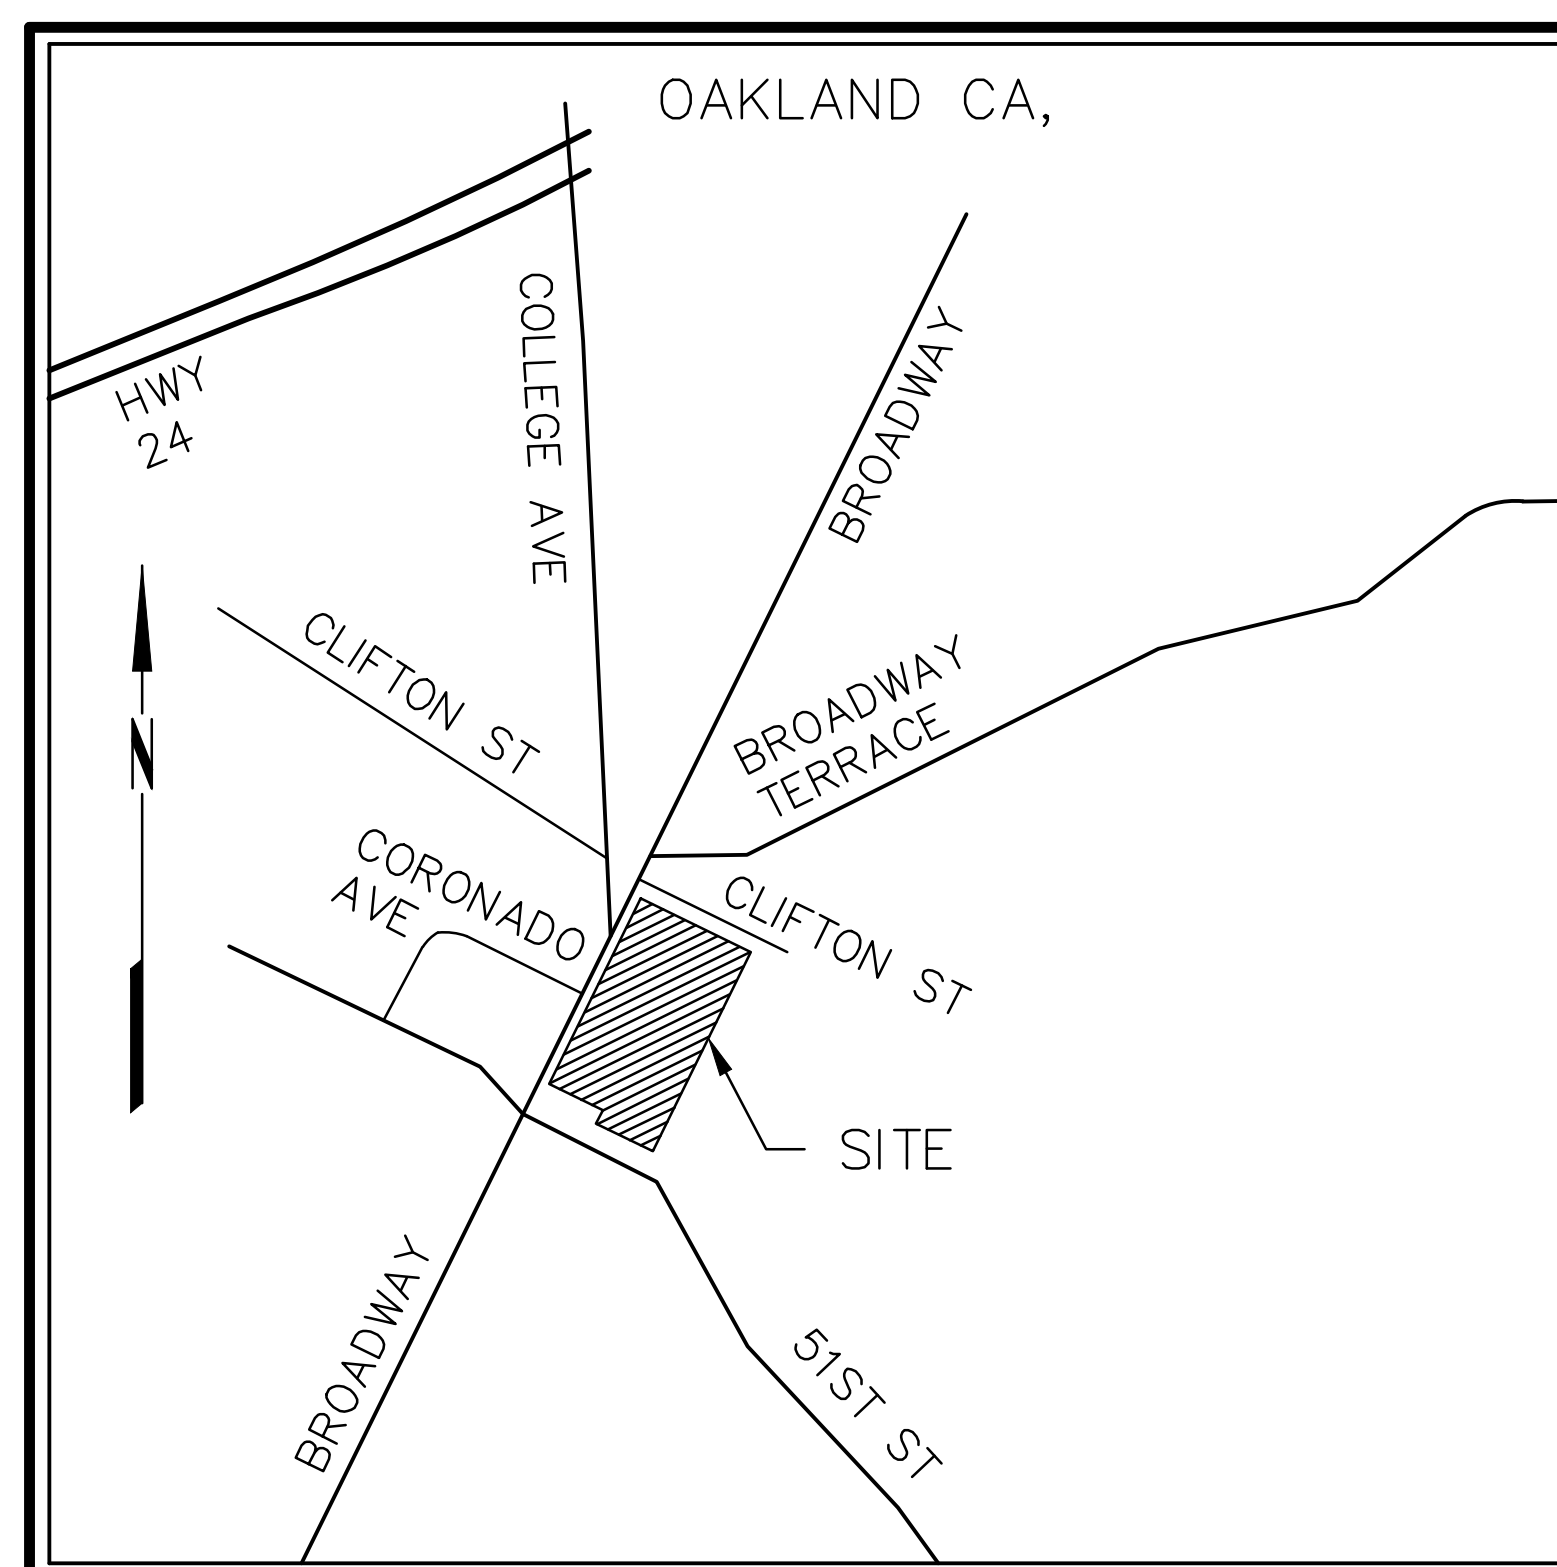 OAKLAND CA,
HWY
24
COLLEGE AVE
BROADWAY
CLIFTON ST
BROADWAY
TERRACE
N
CORONADO
AVE
CLIFTON ST
SITE
BROADWAY
51ST ST